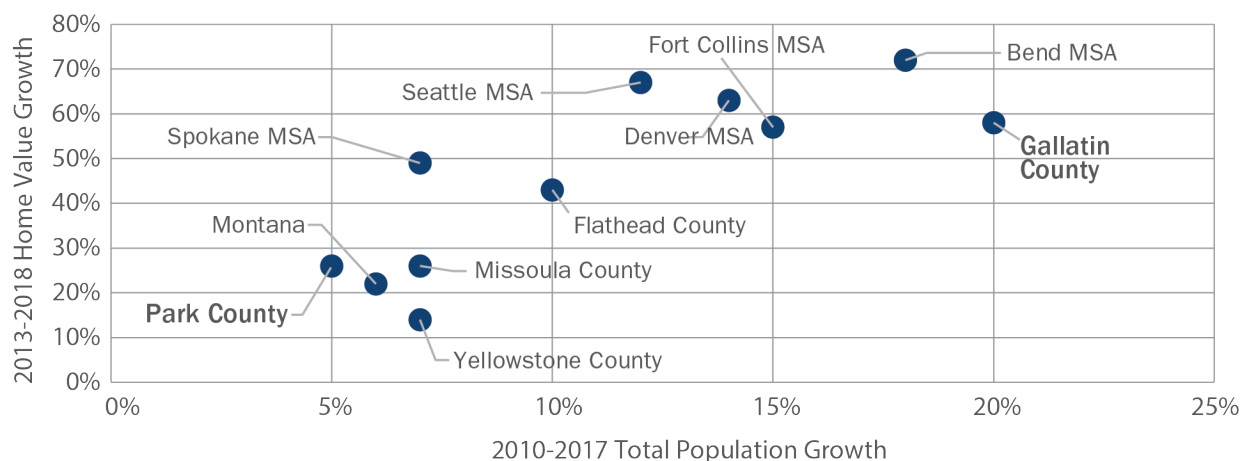 80%
70%
60%
50%
40%
30%
20%
10%
0%
2013-2018 Home Value Growth
Fort Collins MSA
Bend MSA
Seattle MSA
Spokane MSA
Denver MSA
Gallatin
County
Montana
Flathead County
Missoula County
Park County
Yellowstone County
0%
5%
10%
15%
20%
25%
2010-2017 Total Population Growth